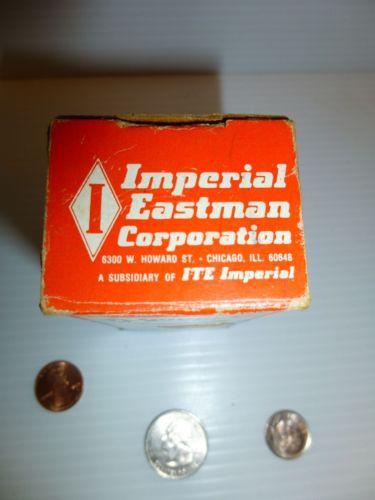 I
Imperial
Eastman
Corporation
6300 W. HOWARD ST. • CHICAGO, ILL. 60648
A SUBSIDIARY OF ITE Imperial